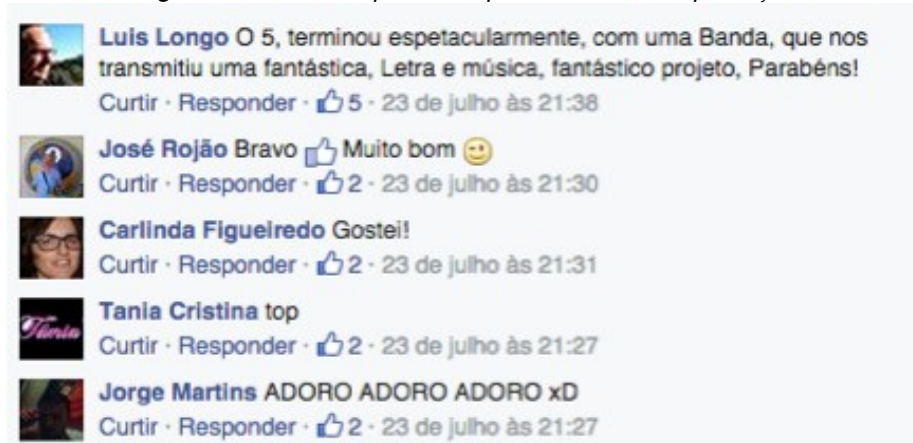 Luis Longo O 5, terminou espetacularmente, com uma Banda, que nos
transmitiu uma fantástica, Letra e música, fantástico projeto, Parabéns!
Curtir · Responder · 5 · 23 de julho às 21:38
José Rojão Bravo Muito bom
Curtir · Responder · 2 · 23 de julho às 21:30
Carlinda Figueiredo Gostei!
Curtir · Responder · 2 · 23 de julho às 21:31
Tania Cristina top
Tânia
Curtir · Responder · 2 · 23 de julho às 21:27
Jorge Martins ADORO ADORO ADORO xD
Curtir · Responder · 2 · 23 de julho às 21:27